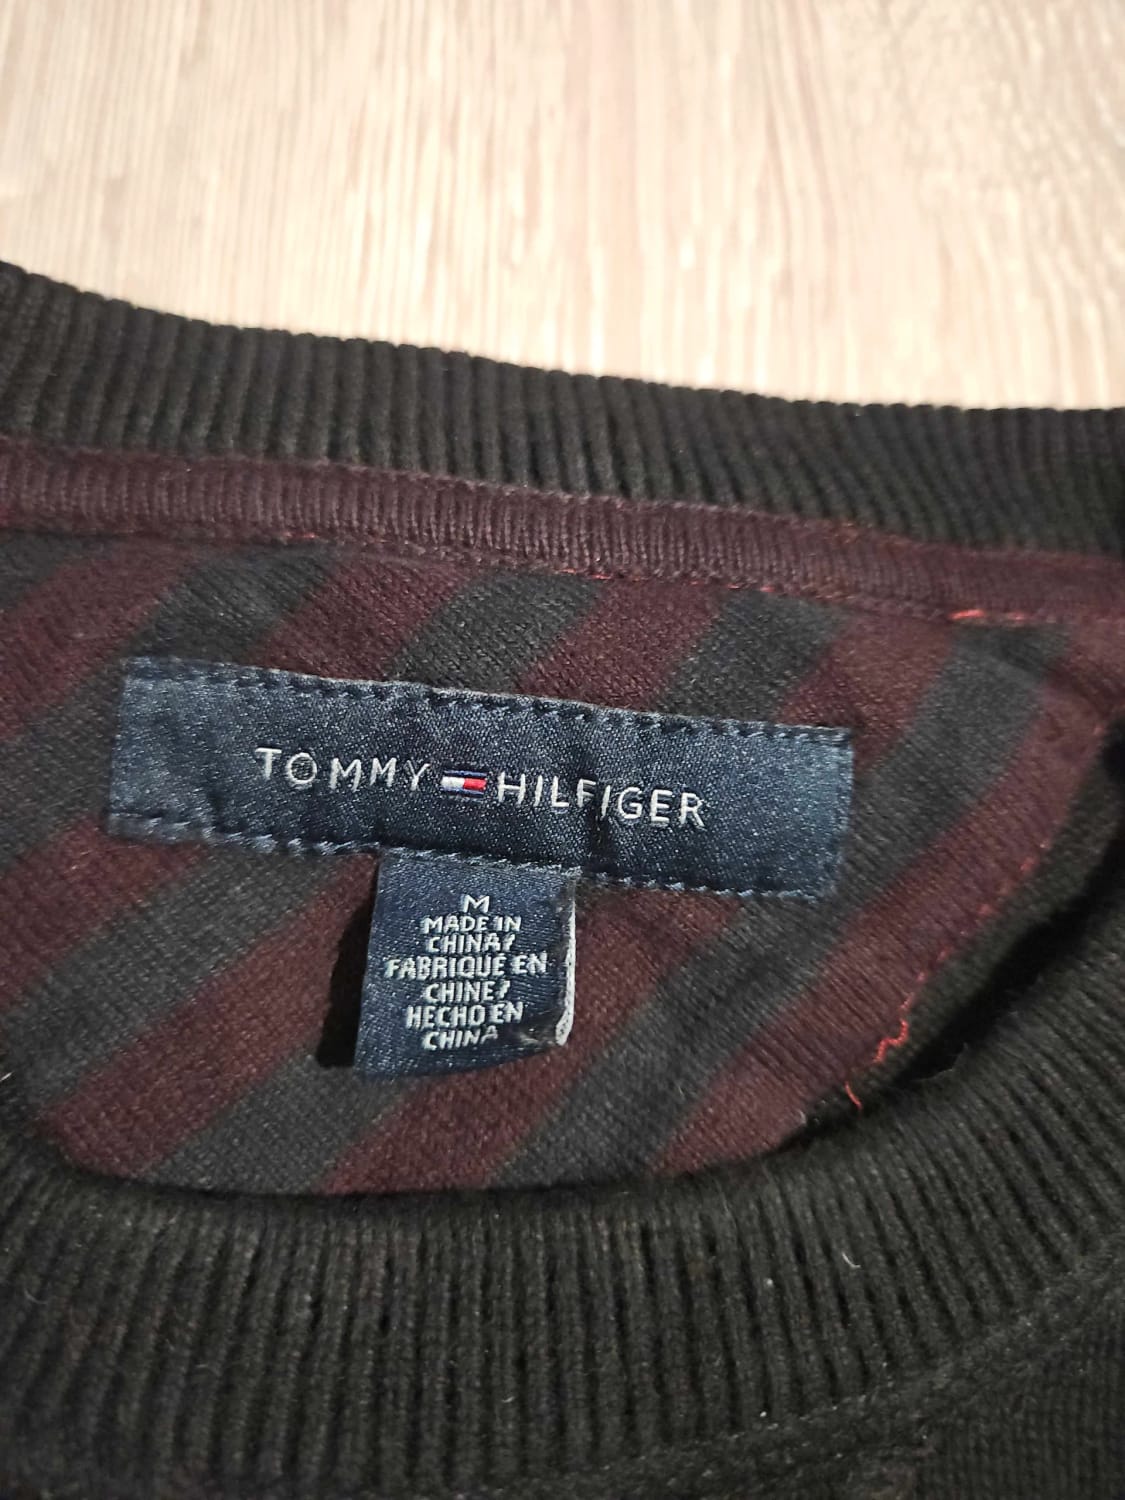 TOMMY HILFIGER
M
MADE IN
CHINA/
FABRIQUÉ EN
CHINE/
HECHO EN
CHINA